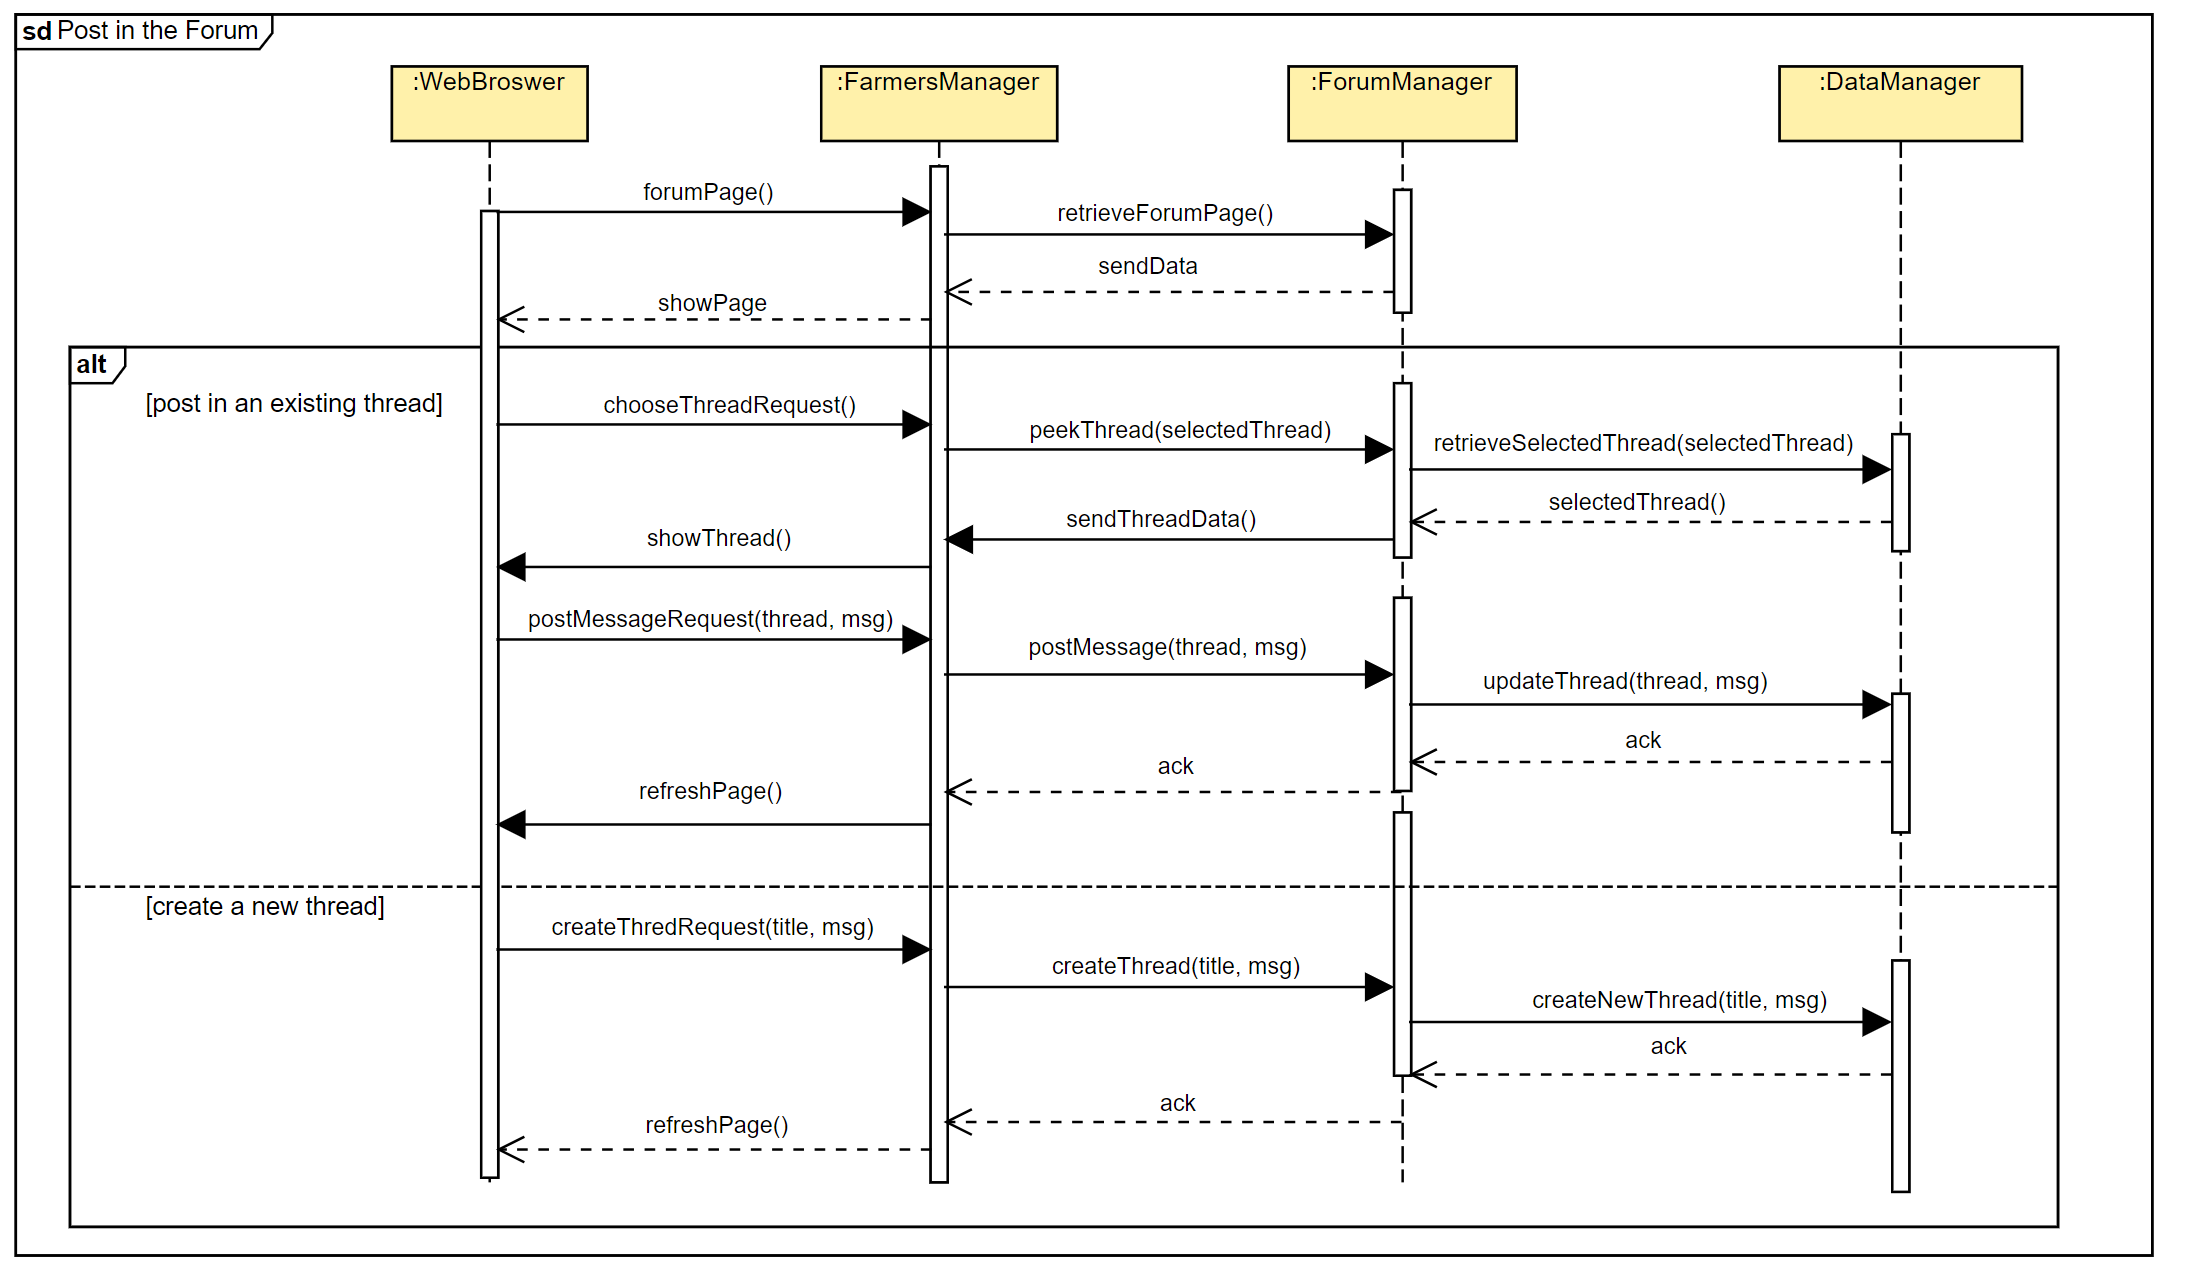 sd Post in the Forum
:WebBroswer
:FarmersManager
:ForumManager
:DataManager
forumPage()
retrieveForumPage()
sendData
showPage
alt
[post in an existing thread]
chooseThreadRequest()
peekThread(selectedThread)
retrieveSelectedThread(selectedThread)
selectedThread()
sendThreadData()
showThread()
postMessageRequest(thread, msg)
postMessage(thread, msg)
updateThread(thread, msg)
ack
ack
refreshPage()
[create a new thread]
createThredRequest(title, msg)
createThread(title, msg)
createNewThread(title, msg)
ack
ack
refreshPage()